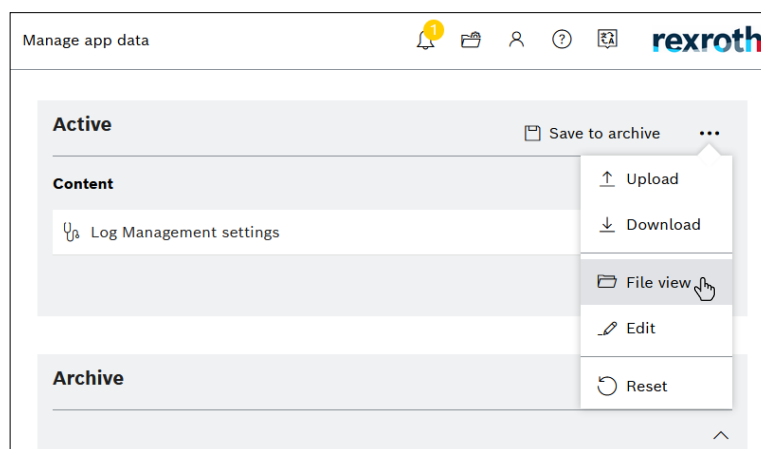 Manage app data
1
rexroth
Active
Save to archive
Content
Upload
Log Management settings
Download
File view
Edit
Archive
Reset